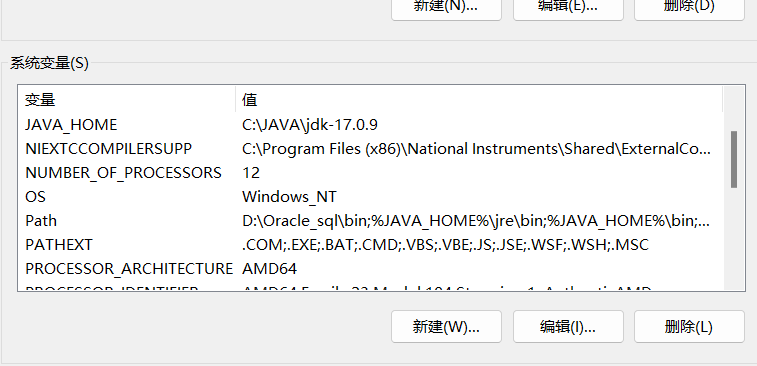 新建(N)... 编辑(E)... 删除(D)
系统变量(S)
变量 值
JAVA_HOME C:\JAVA\jdk-17.0.9
NIEXTCCOMPILERSUPP C:\Program Files (x86)\National Instruments\Shared\ExternalCo...
NUMBER_OF_PROCESSORS 12
OS Windows_NT
Path D:\Oracle_sql\bin;%JAVA_HOME%\jre\bin;%JAVA_HOME%\bin;...
PATHEXT .COM;.EXE;.BAT;.CMD;.VBS;.VBE;.JS;.JSE;.WSF;.WSH;.MSC
PROCESSOR_ARCHITECTURE AMD64
新建(W)... 编辑(I)... 删除(L)